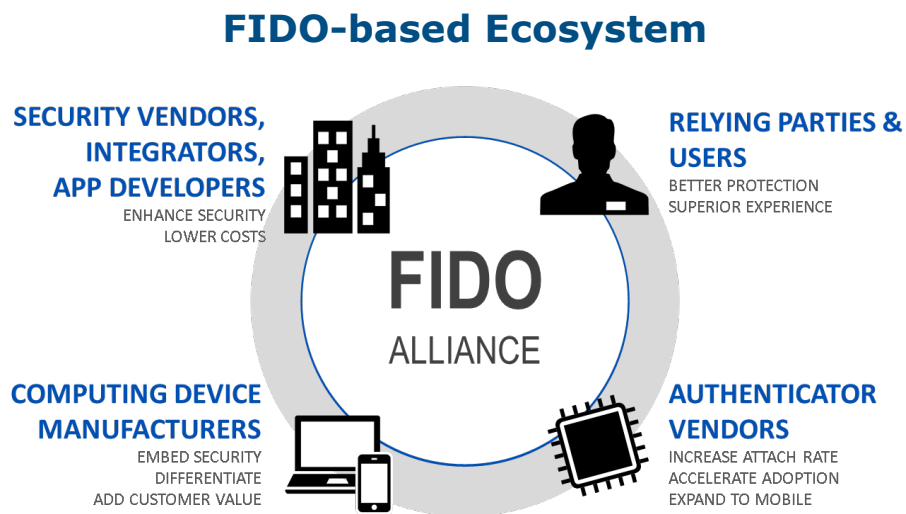 FIDO-based Ecosystem
SECURITY VENDORS,
INTEGRATORS,
APP DEVELOPERS
ENHANCE SECURITY
LOWER COSTS
RELYING PARTIES &
USERS
BETTER PROTECTION
SUPERIOR EXPERIENCE
FIDO
ALLIANCE
COMPUTING DEVICE
MANUFACTURERS
EMBED SECURITY
DIFFERENTIATE
ADD CUSTOMER VALUE
AUTHENTICATOR
VENDORS
INCREASE ATTACH RATE
ACCELERATE ADOPTION
EXPAND TO MOBILE